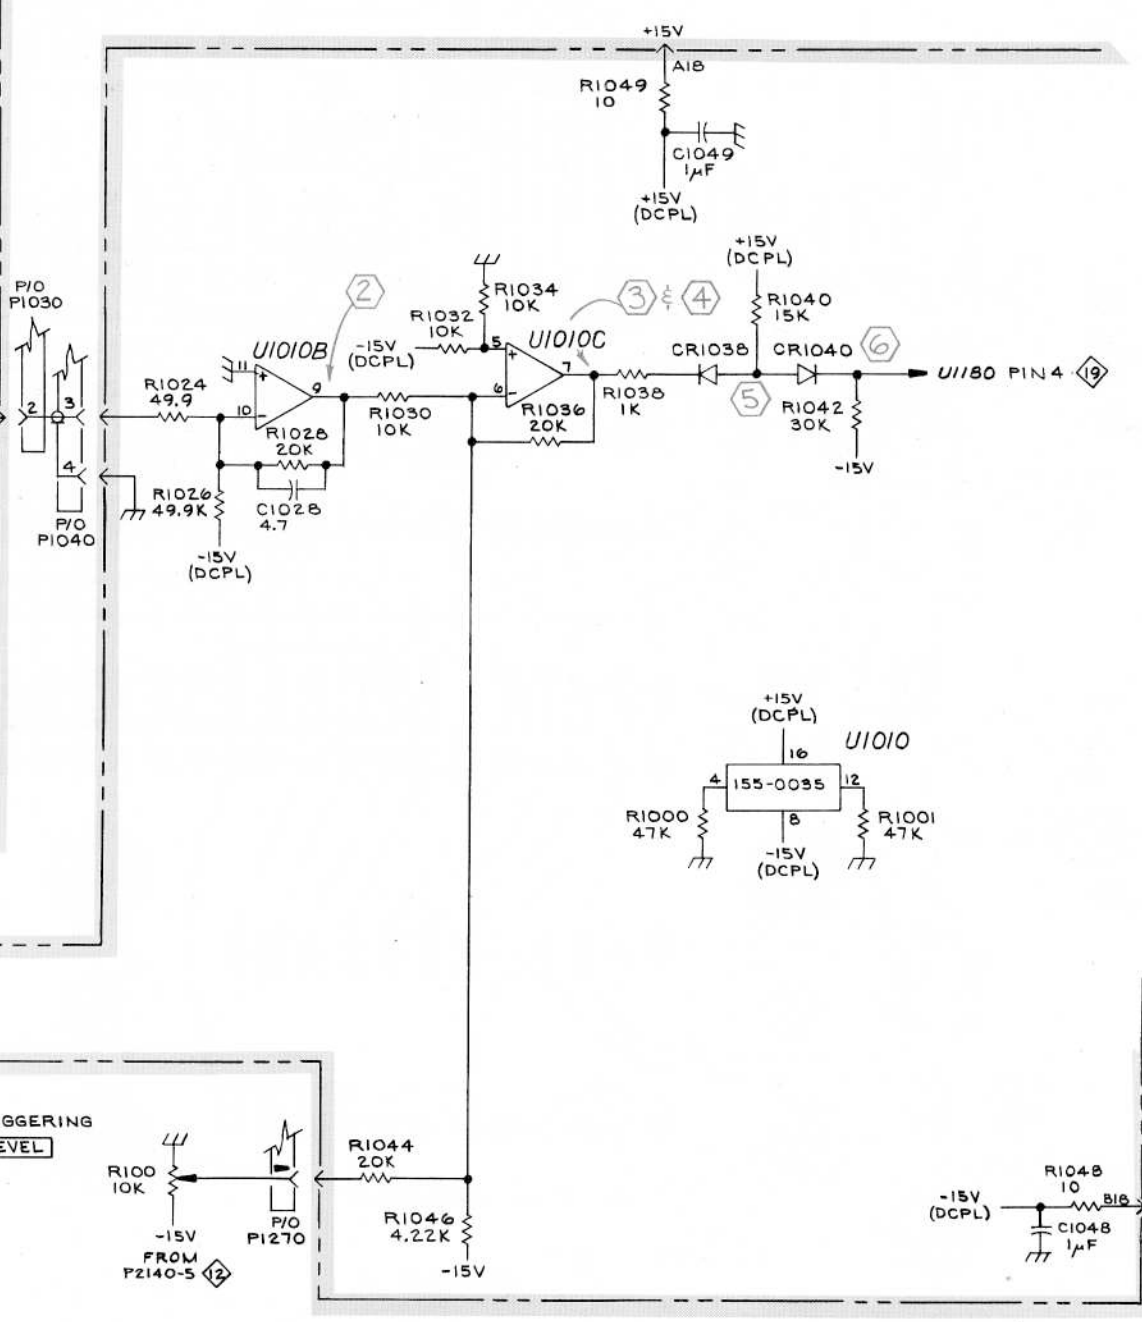 +15V
A18
R1049
10
C1049
1µF
+15V
(DCPL)
P/O
P1030
2
3
4
P/O
P1040
R1024
49.9
U1010B
11
+
10
-
9
2
R1028
20K
C1028
4.7
R1026
49.9K
-15V
(DCPL)
R1034
10K
R1032
10K
-15V
(DCPL)
5
+
6
-
7
U1010C
3 & 4
R1030
10K
R1036
20K
R1038
1K
CR1038
+15V
(DCPL)
R1040
15K
5
CR1040
6
U1180 PIN 4 19
R1042
30K
-15V
+15V
(DCPL)
U1010
16
4
155-0035
12
8
R1000
47K
-15V
(DCPL)
R1001
47K
GGERING
EVEL
R100
10K
-15V
FROM
P2140-5 12
P/O
P1270
R1044
20K
R1046
4.22K
-15V
-15V
(DCPL)
R1048
10
B18
C1048
1µF